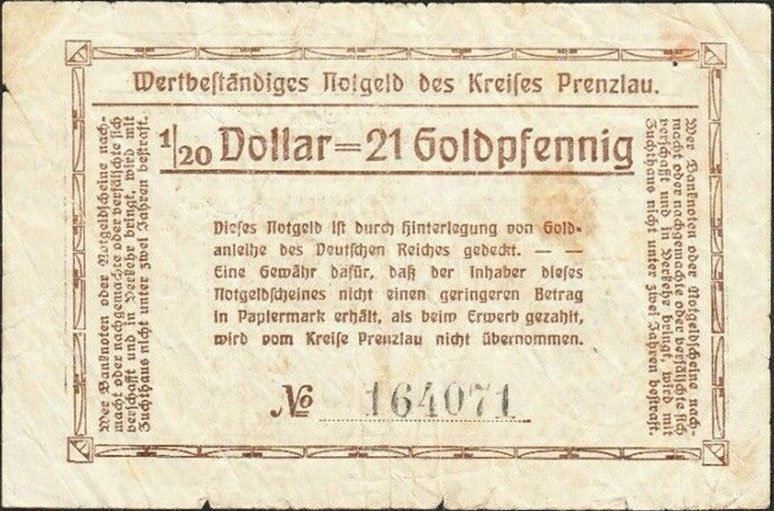 Wertbeständiges Notgeld des Kreises Prenzlau.
1/20 Dollar=21 Goldpfennig
Dieses Notgeld ist durch Hinterlegung von Gold-
anleihe des Deutschen Reiches gedeckt. — —
Eine Gewähr dafür, daß der Inhaber dieses
Notgeldscheines nicht einen geringeren Betrag
in Papiermark erhält, als beim Erwerb gezahlt,
wird vom Kreise Prenzlau nicht übernommen.
№ 164071
Wer Banknoten oder Notgeldscheine nach-
macht oder nachgemachte oder verfälschte sich
verschafft und in Verkehr bringt, wird mit
Zuchthaus nicht unter zwei Jahren bestraft.
Wer Banknoten oder Notgeldscheine nach-
macht oder nachgemachte oder verfälschte sich
verschafft und in Verkehr bringt, wird mit
Zuchthaus nicht unter zwei Jahren bestraft.